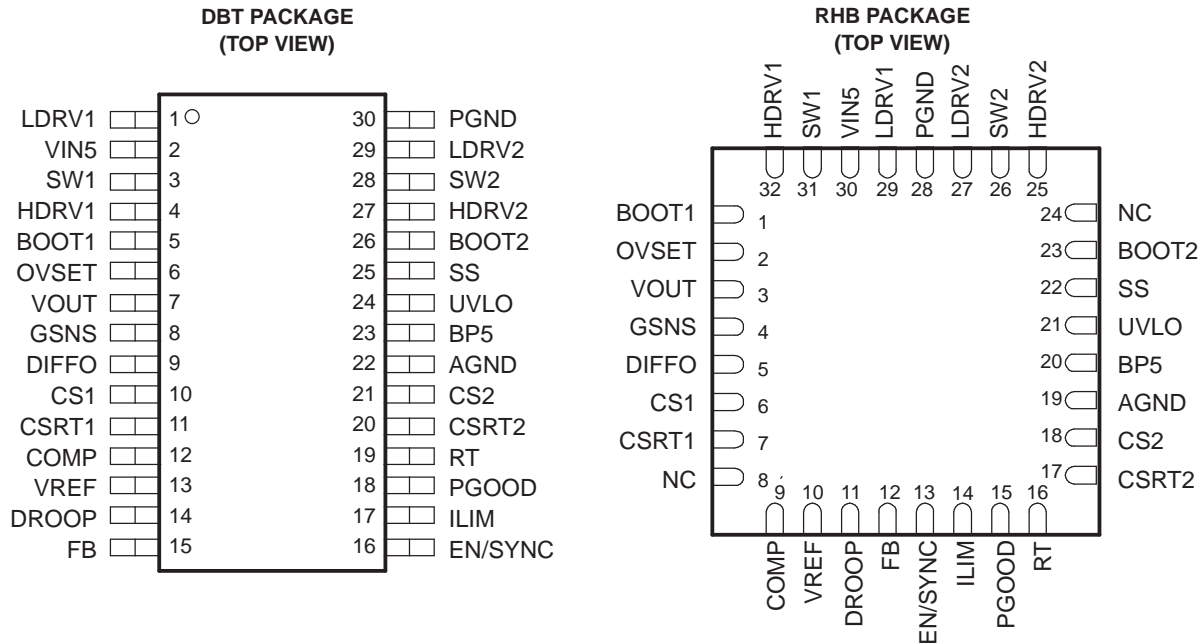 DBT PACKAGE
(TOP VIEW)
LDRV1 1 30 PGND
VIN5 2 29 LDRV2
SW1 3 28 SW2
HDRV1 4 27 HDRV2
BOOT1 5 26 BOOT2
OVSET 6 25 SS
VOUT 7 24 UVLO
GSNS 8 23 BP5
DIFFO 9 22 AGND
CS1 10 21 CS2
CSRT1 11 20 CSRT2
COMP 12 19 RT
VREF 13 18 PGOOD
DROOP 14 17 ILIM
FB 15 16 EN/SYNC
RHB PACKAGE
(TOP VIEW)
HDRV1 SW1 VIN5 LDRV1 PGND LDRV2 SW2 HDRV2
32 31 30 29 28 27 26 25
BOOT1 1 24 NC
OVSET 2 23 BOOT2
VOUT 3 22 SS
GSNS 4 21 UVLO
DIFFO 5 20 BP5
CS1 6 19 AGND
CSRT1 7 18 CS2
NC 8 17 CSRT2
9 10 11 12 13 14 15 16
COMP VREF DROOP FB EN/SYNC ILIM PGOOD RT